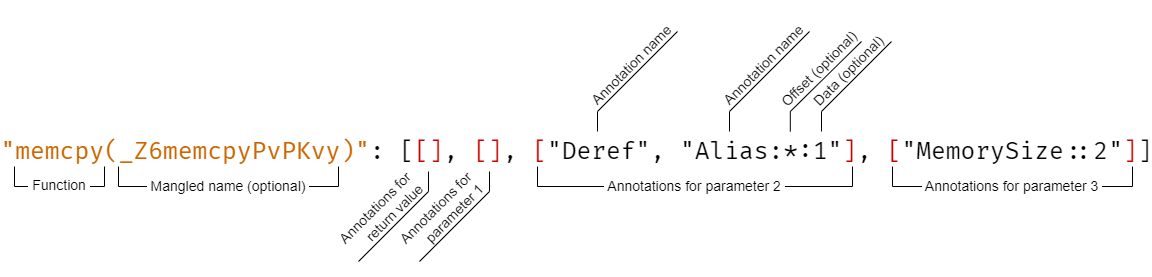 Annotation name
Annotation name
Offset (optional)
Data (optional)
"memcpy(_Z6memcpyPvPKvy)": [[], [], ["Deref", "Alias:*:1"], ["MemorySize::2"]]
Function
Mangled name (optional)
Annotations for
return value
Annotations for
parameter 1
Annotations for parameter 2
Annotations for parameter 3